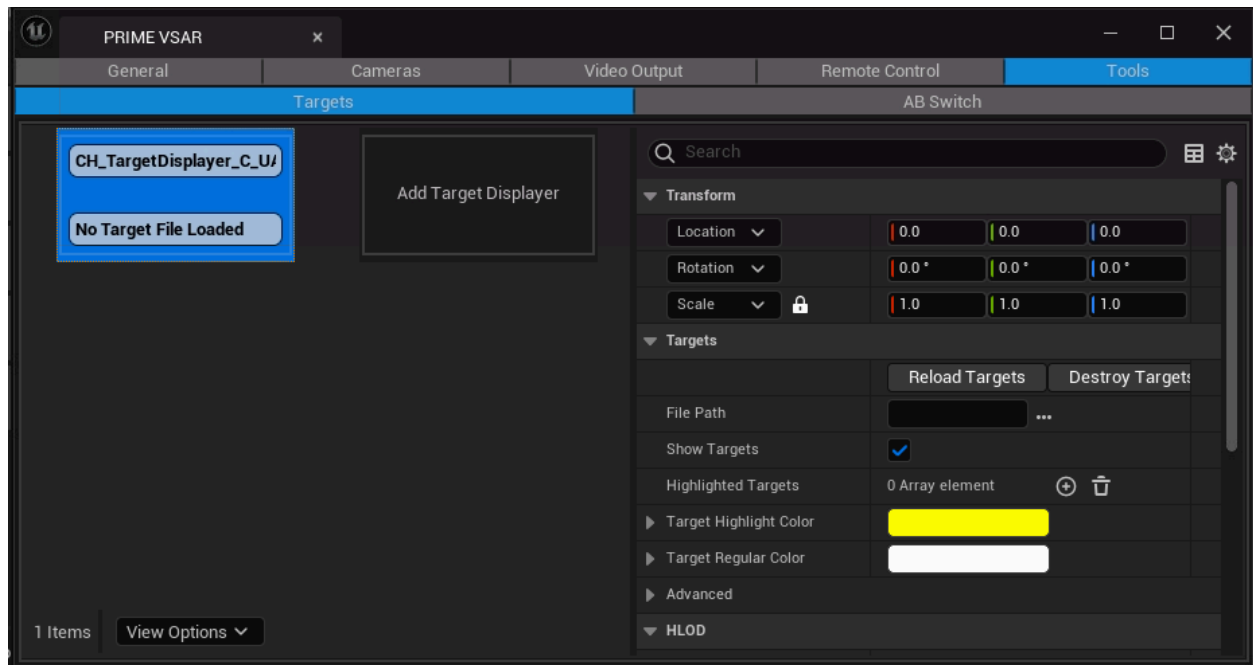 PRIME VSAR
General Cameras Video Output Remote Control Tools
Targets AB Switch
CH_TargetDisplayer_C_UA
No Target File Loaded
Add Target Displayer
1 Items View Options
Search
Transform
Location 0.0 0.0 0.0
Rotation 0.0 ° 0.0 ° 0.0 °
Scale 1.0 1.0 1.0
Targets
Reload Targets Destroy Targets
File Path
Show Targets
Highlighted Targets 0 Array element
Target Highlight Color
Target Regular Color
Advanced
HLOD